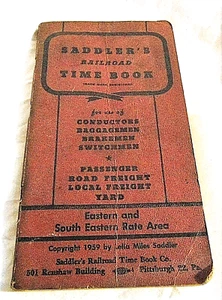 SADDLER'S
RAILROAD
TIME BOOK
for use of
CONDUCTORS
BAGGAGEMEN
BRAKEMEN
SWITCHMEN
PASSENGER
ROAD FREIGHT
LOCAL FREIGHT
YARD
Eastern and
South Eastern Rate Area
Copyright 1959 by Lelia Miles Saddler
Saddler's Railroad Time Book Co.
501 Renshaw Building Pittsburgh 22, Pa.